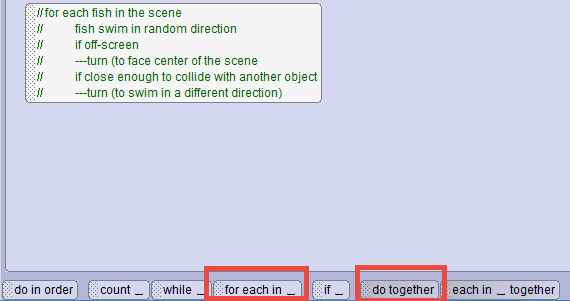 //for each fish in the scene
// fish swim in random direction
// if off-screen
// ---turn (to face center of the scene
// if close enough to collide with another object
// ---turn (to swim in a different direction)
do in order count _ while _ for each in _ if _ do together each in _ together